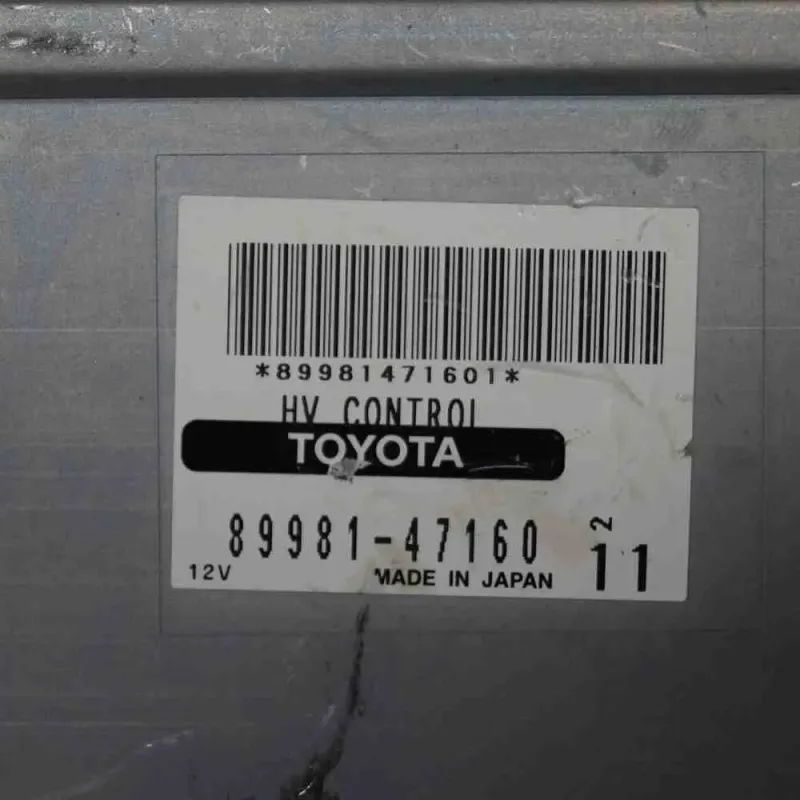 *89981471601*
HV CONTROL
TOYOTA
89981-47160
2
11
12V
MADE IN JAPAN